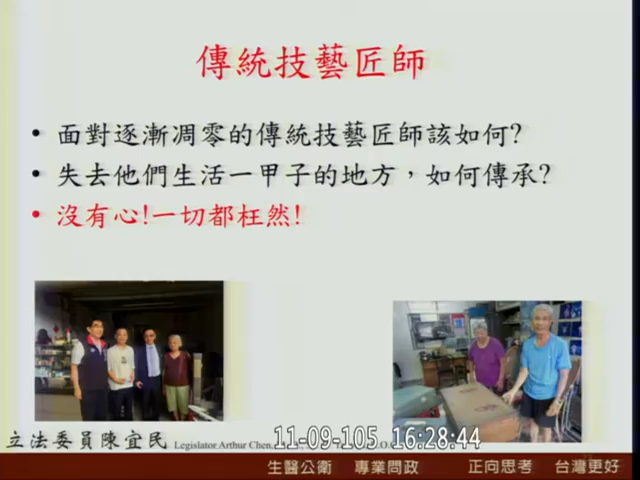 傳統技藝匠師
• 面對逐漸凋零的傳統技藝匠師該如何?
• 失去他們生活一甲子的地方，如何傳承?
• 沒有心!一切都枉然!
立法委員陳宜民 Legislator Arthur Chen,
11-09-105 16:28:44
生醫公衛 專業問政 正向思考 台灣更好